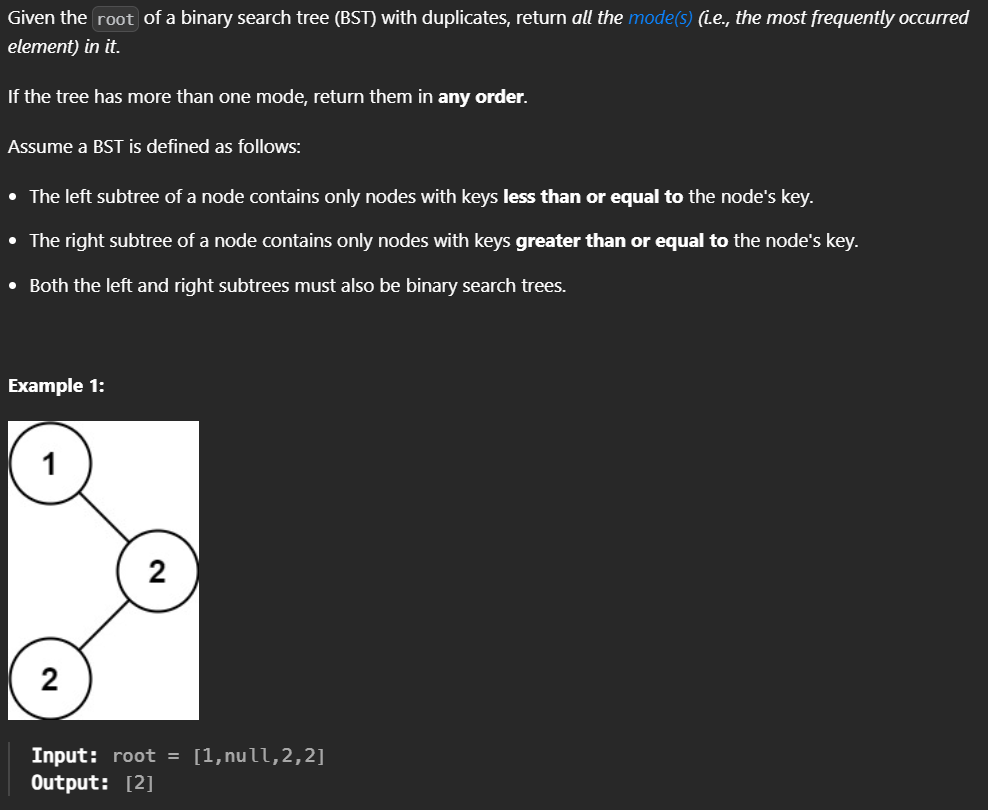 Given the root of a binary search tree (BST) with duplicates, return all the mode(s) (i.e., the most frequently occurred
element) in it.
If the tree has more than one mode, return them in any order.
Assume a BST is defined as follows:
• The left subtree of a node contains only nodes with keys less than or equal to the node's key.
• The right subtree of a node contains only nodes with keys greater than or equal to the node's key.
• Both the left and right subtrees must also be binary search trees.
Example 1:
1
2
2
Input: root = [1,null,2,2]
Output: [2]